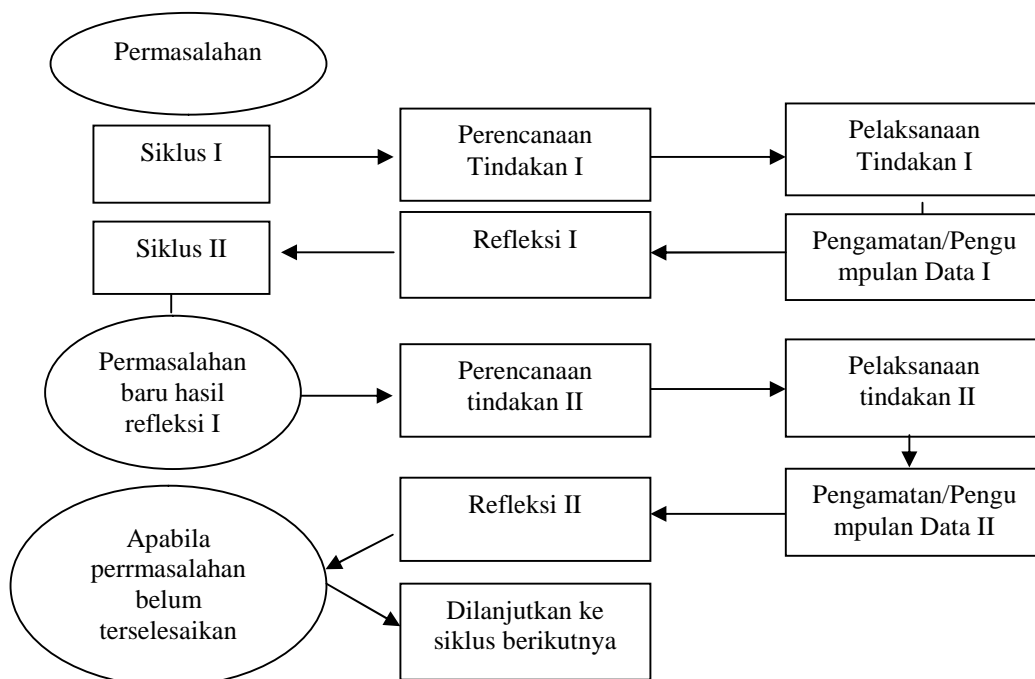 Permasalahan
Siklus I
Perencanaan
Tindakan I
Pelaksanaan
Tindakan I
Siklus II
Refleksi I
Pengamatan/Pengu
mpulan Data I
Permasalahan
baru hasil
refleksi I
Perencanaan
tindakan II
Pelaksanaan
tindakan II
Refleksi II
Pengamatan/Pengu
mpulan Data II
Apabila
perrmasalahan
belum
terselesaikan
Dilanjutkan ke
siklus berikutnya